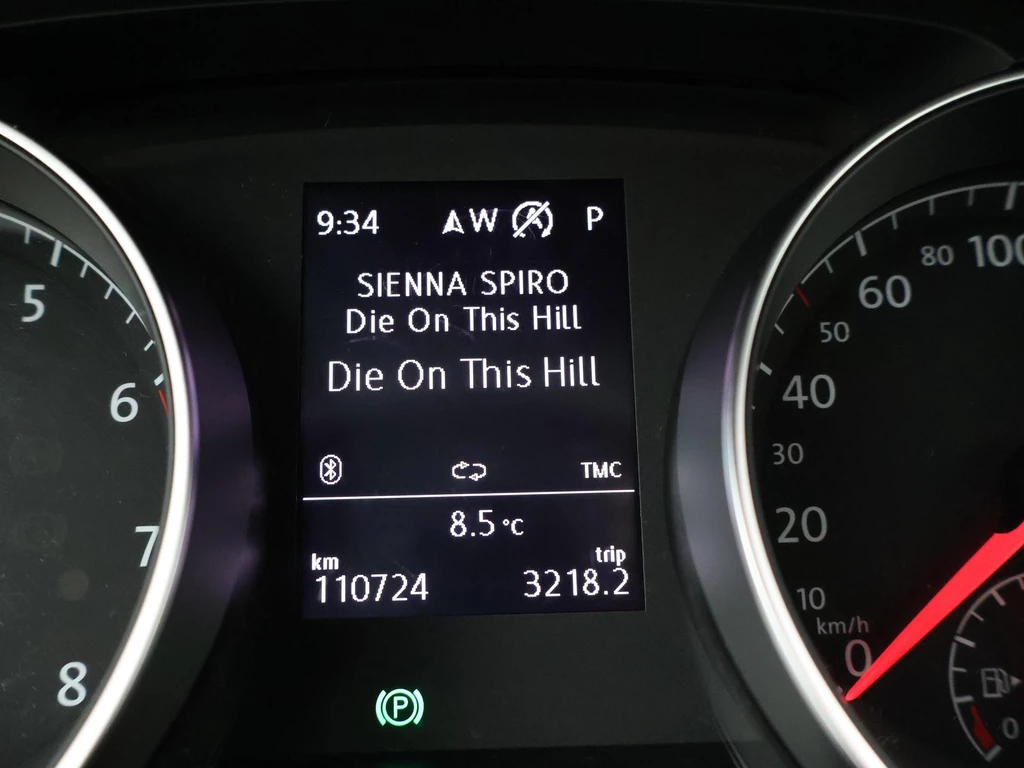 9:34 W A P
SIENNA SPIRO
Die On This Hill
Die On This Hill
TMC
8.5 °C
km trip
110724 3218.2
P
5
6
7
8
100
80
60
50
40
30
20
10
km/h
0
0